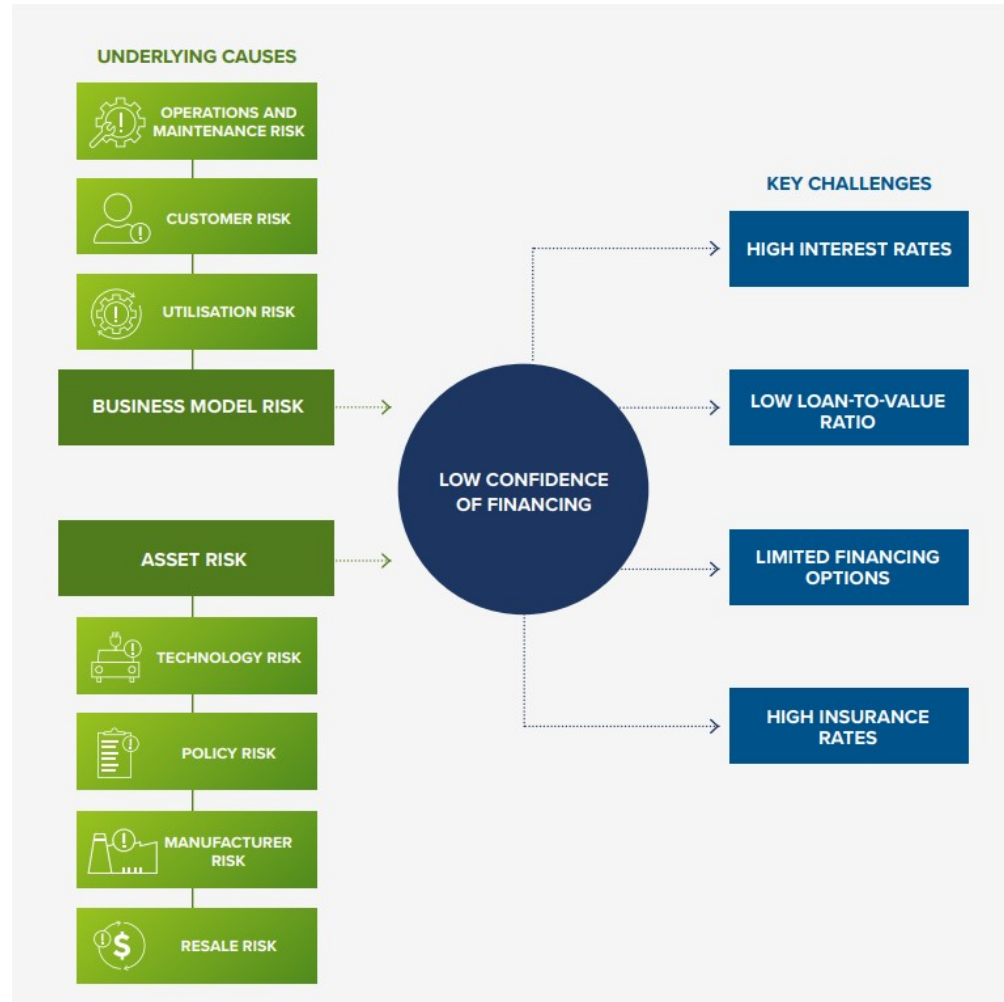 UNDERLYING CAUSES
OPERATIONS AND
MAINTENANCE RISK
CUSTOMER RISK
UTILISATION RISK
BUSINESS MODEL RISK
ASSET RISK
TECHNOLOGY RISK
POLICY RISK
MANUFACTURER
RISK
RESALE RISK
LOW CONFIDENCE
OF FINANCING
KEY CHALLENGES
HIGH INTEREST RATES
LOW LOAN-TO-VALUE
RATIO
LIMITED FINANCING
OPTIONS
HIGH INSURANCE
RATES